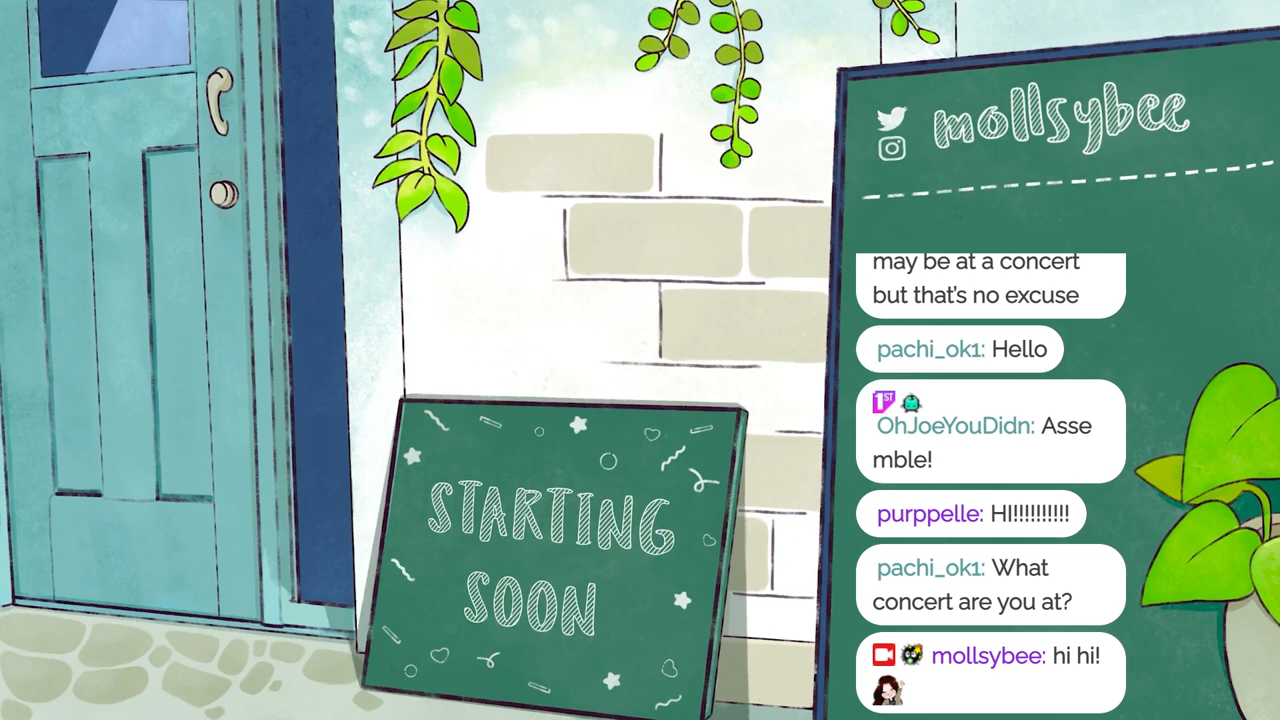 mollsybee
may be at a concert
but that's no excuse
pachi_ok1: Hello
1ST
OhJoeYouDidn: Asse
mble!
purppelle: HI!!!!!!!!!!
pachi_ok1: What
concert are you at?
mollsybee: hi hi!
STARTING
SOON